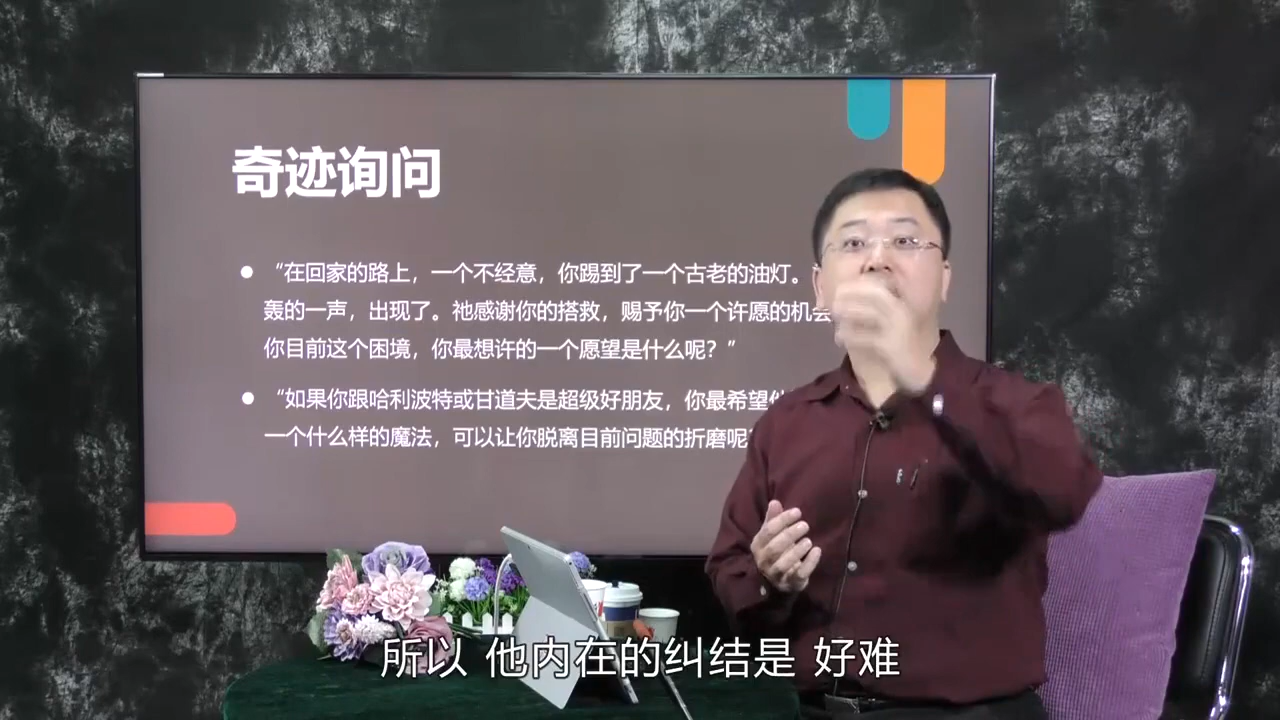 奇迹询问
“在回家的路上，一个不经意，你踢到了一个古老的油灯。
轰的一声，出现了。祂感谢你的搭救，赐予你一个许愿的机会
你目前这个困境，你最想许的一个愿望是什么呢？”
“如果你跟哈利波特或甘道夫是超级好朋友，你最希望
一个什么样的魔法，可以让你脱离目前问题的折磨呢
所以 他内在的纠结是 好难